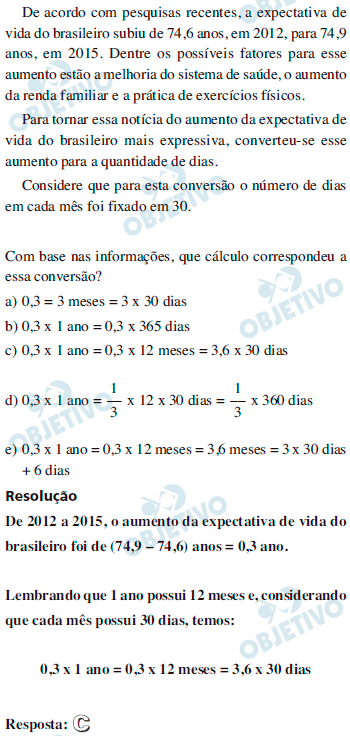 De acordo com pesquisas recentes, a expectativa de
vida do brasileiro subiu de 74,6 anos, em 2012, para 74,9
anos, em 2015. Dentre os possíveis fatores para esse
aumento estão a melhoria do sistema de saúde, o aumento
da renda familiar e a prática de exercícios físicos.
Para tornar essa notícia do aumento da expectativa de
vida do brasileiro mais expressiva, converteu-se esse
aumento para a quantidade de dias.
Considere que para esta conversão o número de dias
em cada mês foi fixado em 30.
Com base nas informações, que cálculo correspondeu a
essa conversão?
a) 0,3 = 3 meses = 3 x 30 dias
b) 0,3 x 1 ano = 0,3 x 365 dias
c) 0,3 x 1 ano = 0,3 x 12 meses = 3,6 x 30 dias
d) 0,3 x 1 ano = 1/3 x 12 x 30 dias = 1/3 x 360 dias
e) 0,3 x 1 ano = 0,3 x 12 meses = 3,6 meses = 3 x 30 dias
+ 6 dias
Resolução
De 2012 a 2015, o aumento da expectativa de vida do
brasileiro foi de (74,9 – 74,6) anos = 0,3 ano.
Lembrando que 1 ano possui 12 meses e, considerando
que cada mês possui 30 dias, temos:
0,3 x 1 ano = 0,3 x 12 meses = 3,6 x 30 dias
Resposta: C
OBJETIVO
OBJETIVO
OBJETIVO
OBJETIVO
OBJETIVO
OBJETIVO